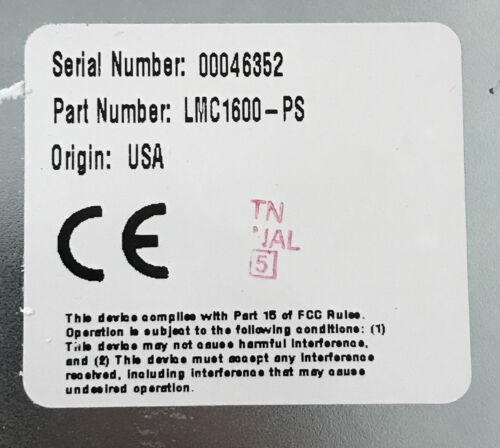 Serial Number: 00046352
Part Number: LMC1600-PS
Origin: USA
CE
TN
JAL
5
This device complies with Part 15 of FCC Rules.
Operation is subject to the following conditions: (1)
This device may not cause harmful interference,
and (2) This device must accept any interference
received, including interference that may cause
undesired operation.